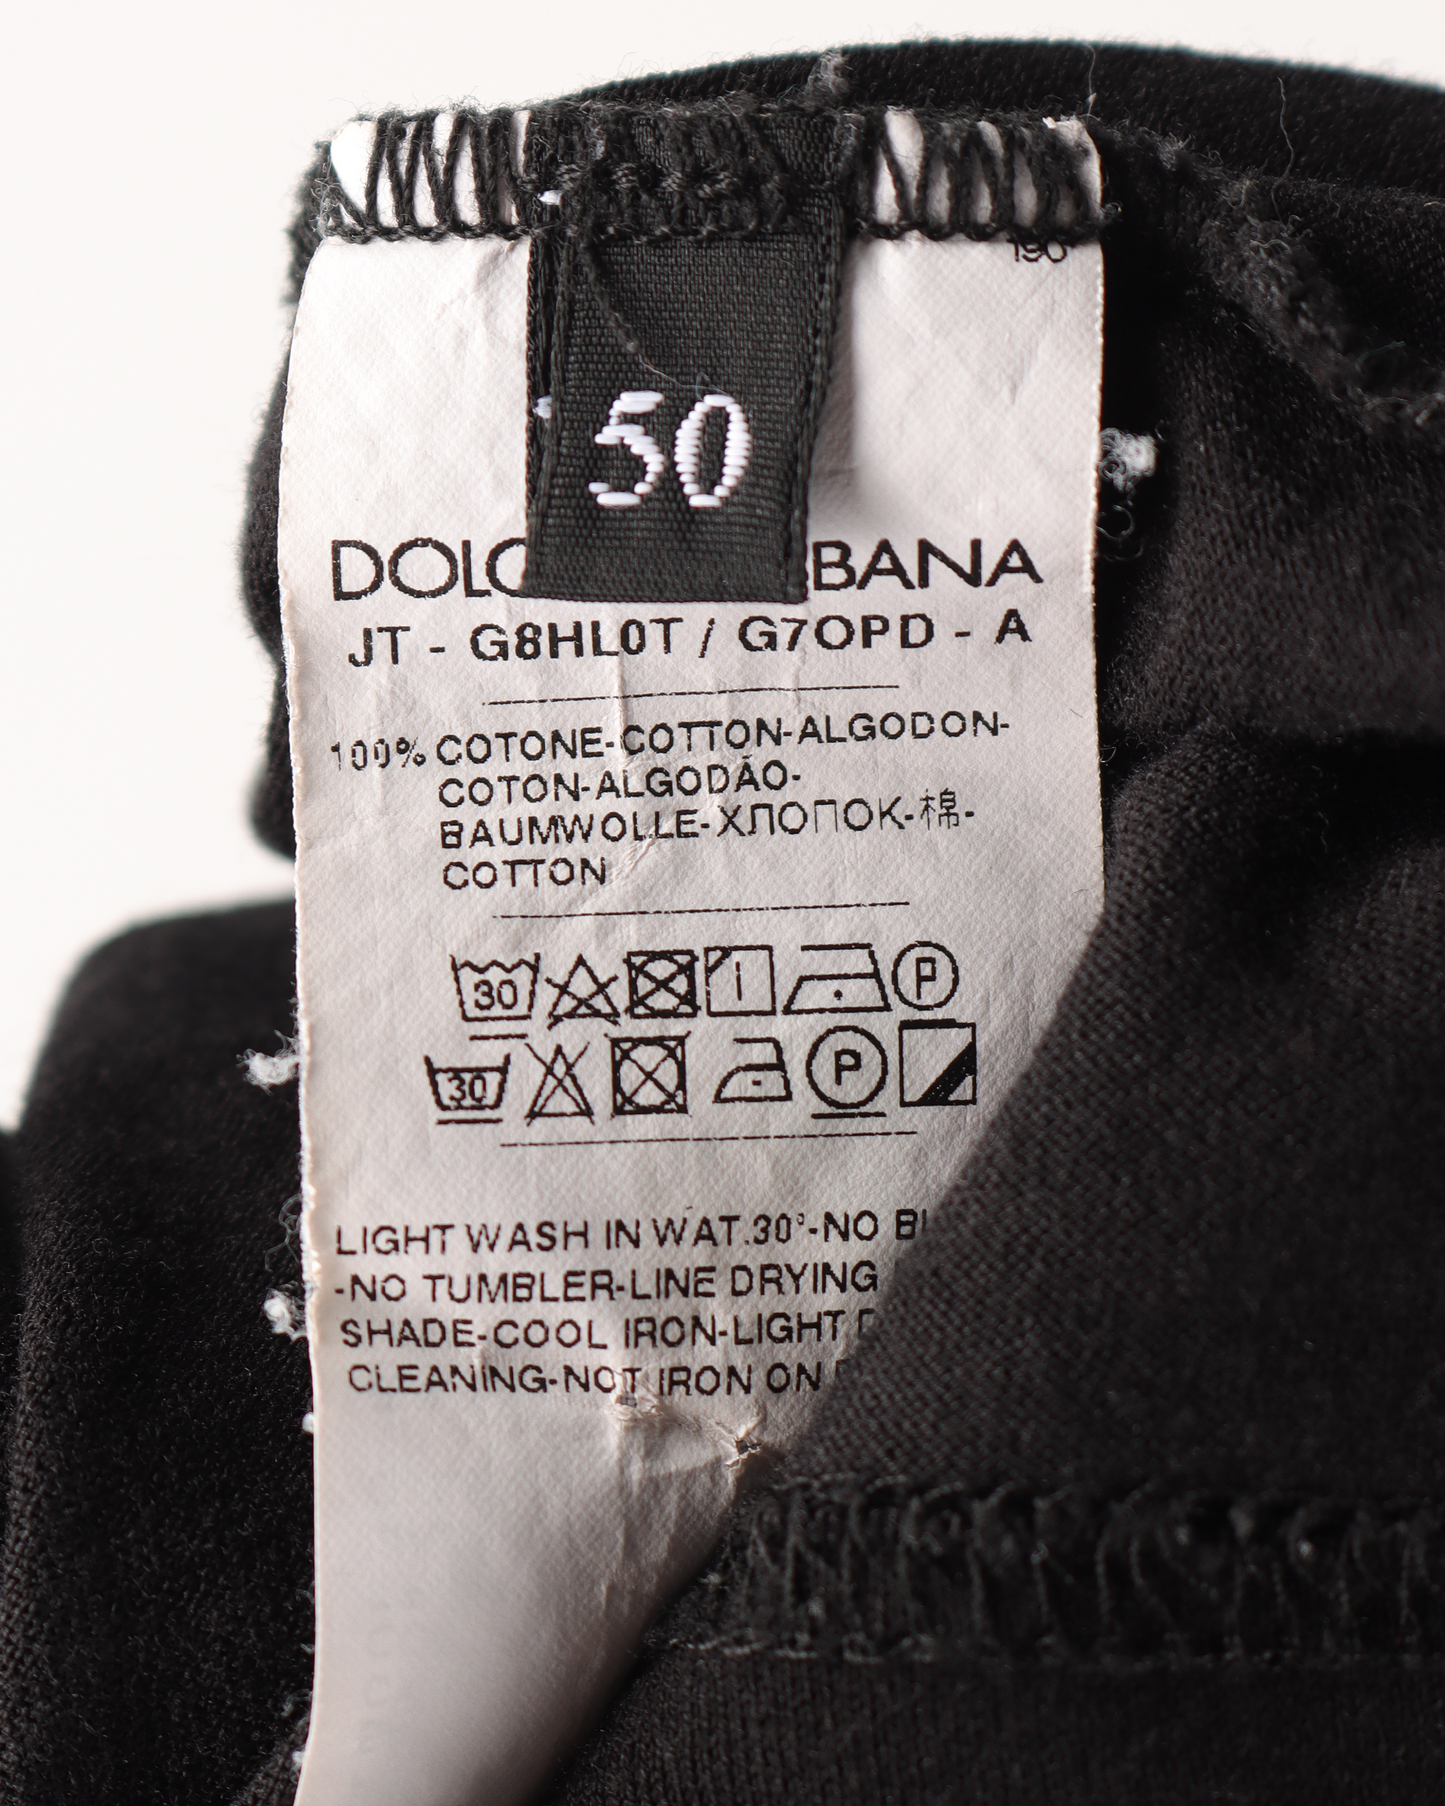 190
50
DOLC BANA
JT - G8HL0T / G7OPD - A
100% COTONE-COTTON-ALGODON-
COTON-ALGODÃO-
BAUMWOLLE-ХЛОПОК-棉-
COTTON
30 P
30 P
LIGHT WASH IN WAT.30°-NO
-NO TUMBLER-LINE DRYING
SHADE-COOL IRON-LIGHT
CLEANING-NOT IRON ON